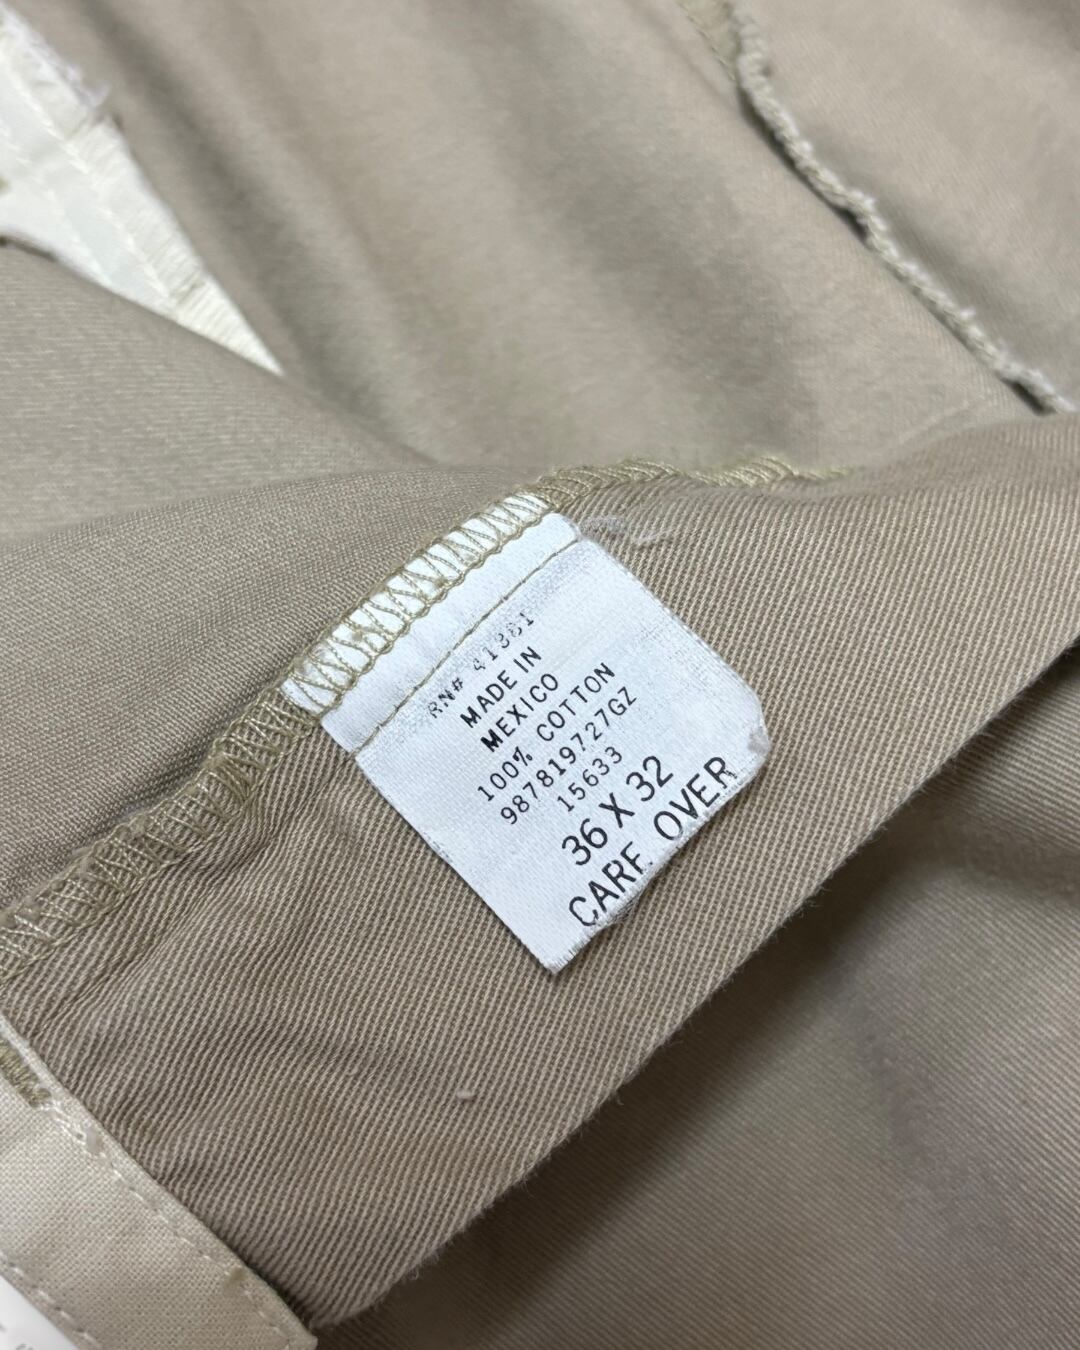 RN# 41381
MADE IN
MEXICO
100% COTTON
987819727GZ
15633
36 X 32
CARE OVER